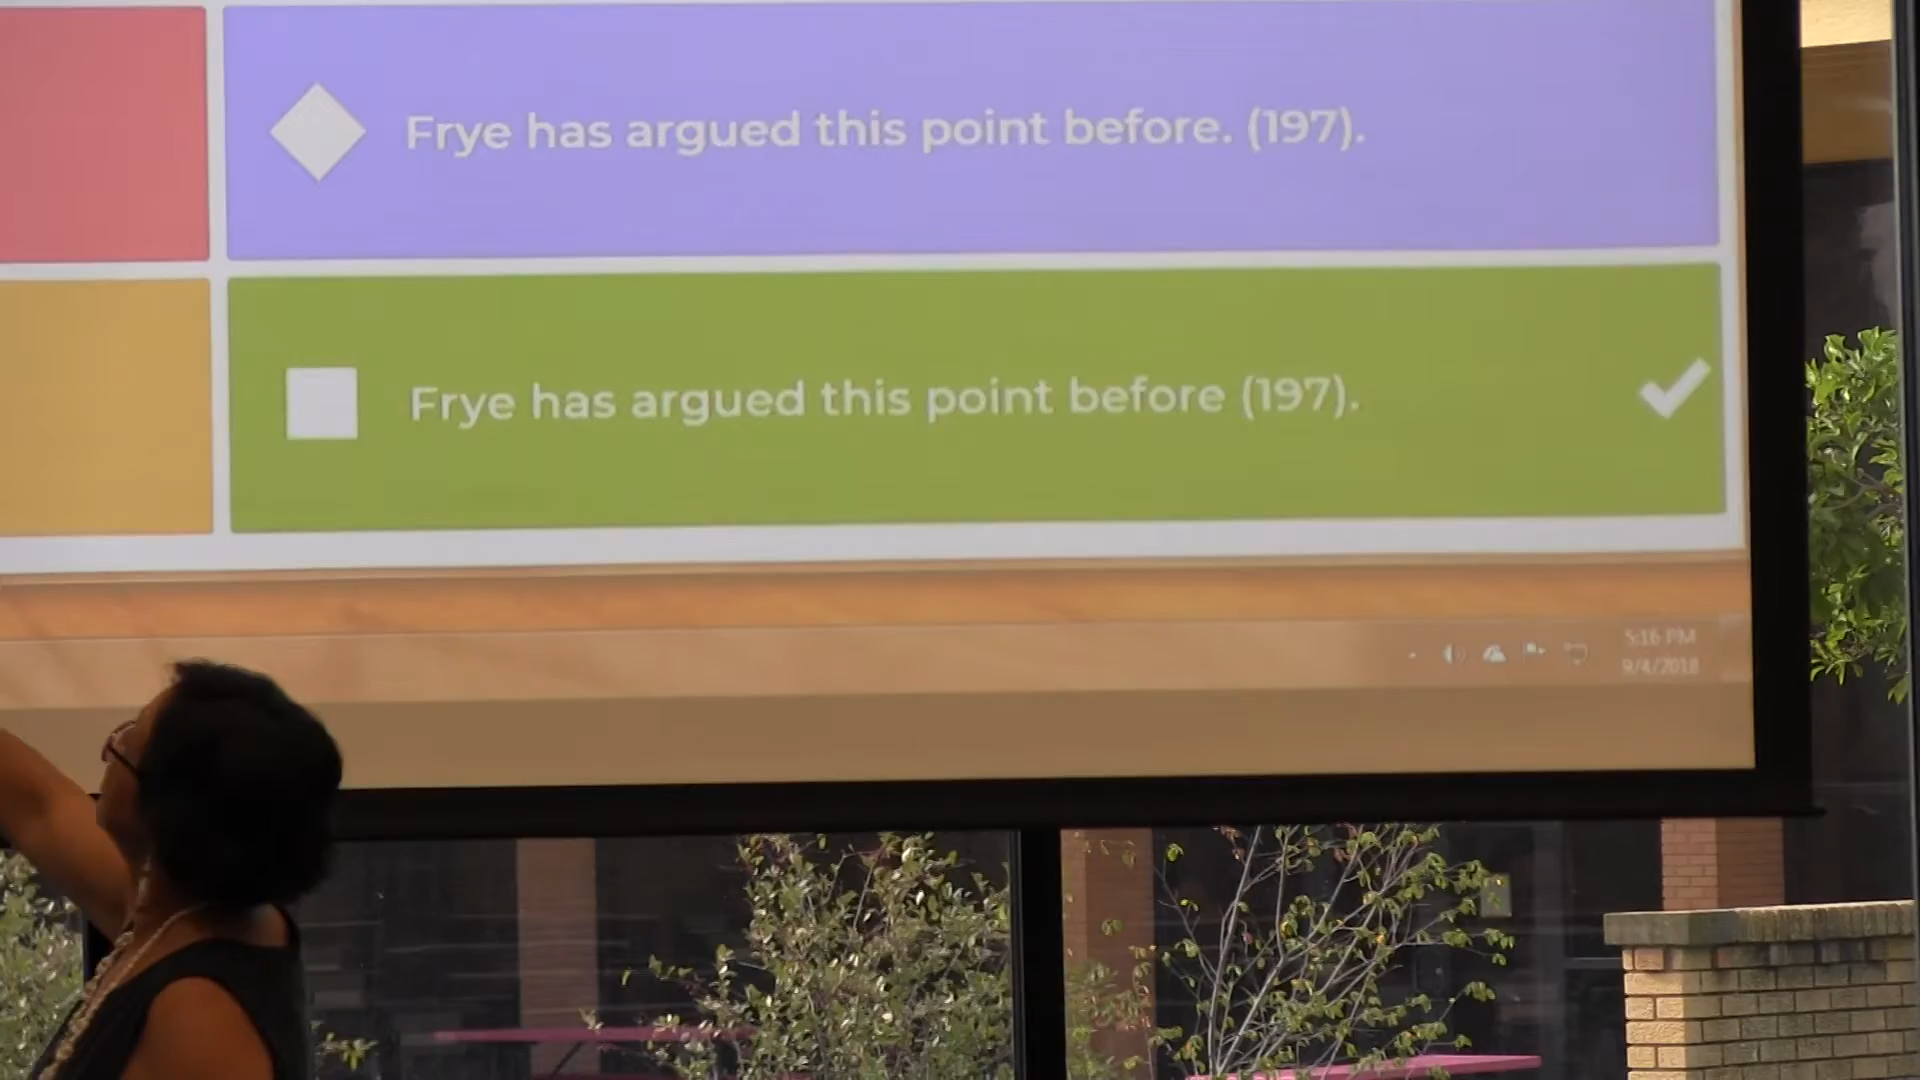 Frye has argued this point before. (197).
Frye has argued this point before (197).
5:16 PM
9/4/2018